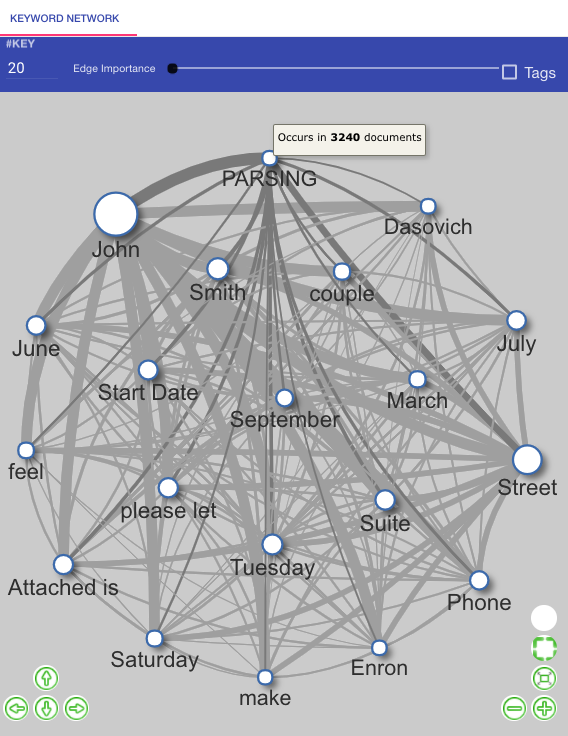 KEYWORD NETWORK
#KEY
20
Edge Importance
Tags
Occurs in 3240 documents
PARSING
Dasovich
John
Smith
couple
June
July
Start Date
March
September
feel
Street
please let
Suite
Tuesday
Attached is
Phone
Saturday
Enron
make